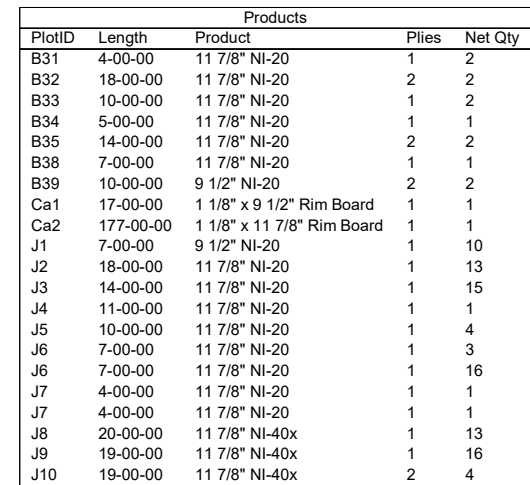 Products
PlotID Length Product Plies Net Qty
B31 4-00-00 11 7/8" NI-20 1 2
B32 18-00-00 11 7/8" NI-20 2 2
B33 10-00-00 11 7/8" NI-20 1 2
B34 5-00-00 11 7/8" NI-20 1 1
B35 14-00-00 11 7/8" NI-20 2 2
B38 7-00-00 11 7/8" NI-20 1 1
B39 10-00-00 9 1/2" NI-20 2 2
Ca1 17-00-00 1 1/8" x 9 1/2" Rim Board 1 1
Ca2 177-00-00 1 1/8" x 11 7/8" Rim Board 1 1
J1 7-00-00 9 1/2" NI-20 1 10
J2 18-00-00 11 7/8" NI-20 1 13
J3 14-00-00 11 7/8" NI-20 1 15
J4 11-00-00 11 7/8" NI-20 1 1
J5 10-00-00 11 7/8" NI-20 1 4
J6 7-00-00 11 7/8" NI-20 1 3
J6 7-00-00 11 7/8" NI-20 1 16
J7 4-00-00 11 7/8" NI-20 1 1
J7 4-00-00 11 7/8" NI-20 1 1
J8 20-00-00 11 7/8" NI-40x 1 13
J9 19-00-00 11 7/8" NI-40x 1 16
J10 19-00-00 11 7/8" NI-40x 2 4